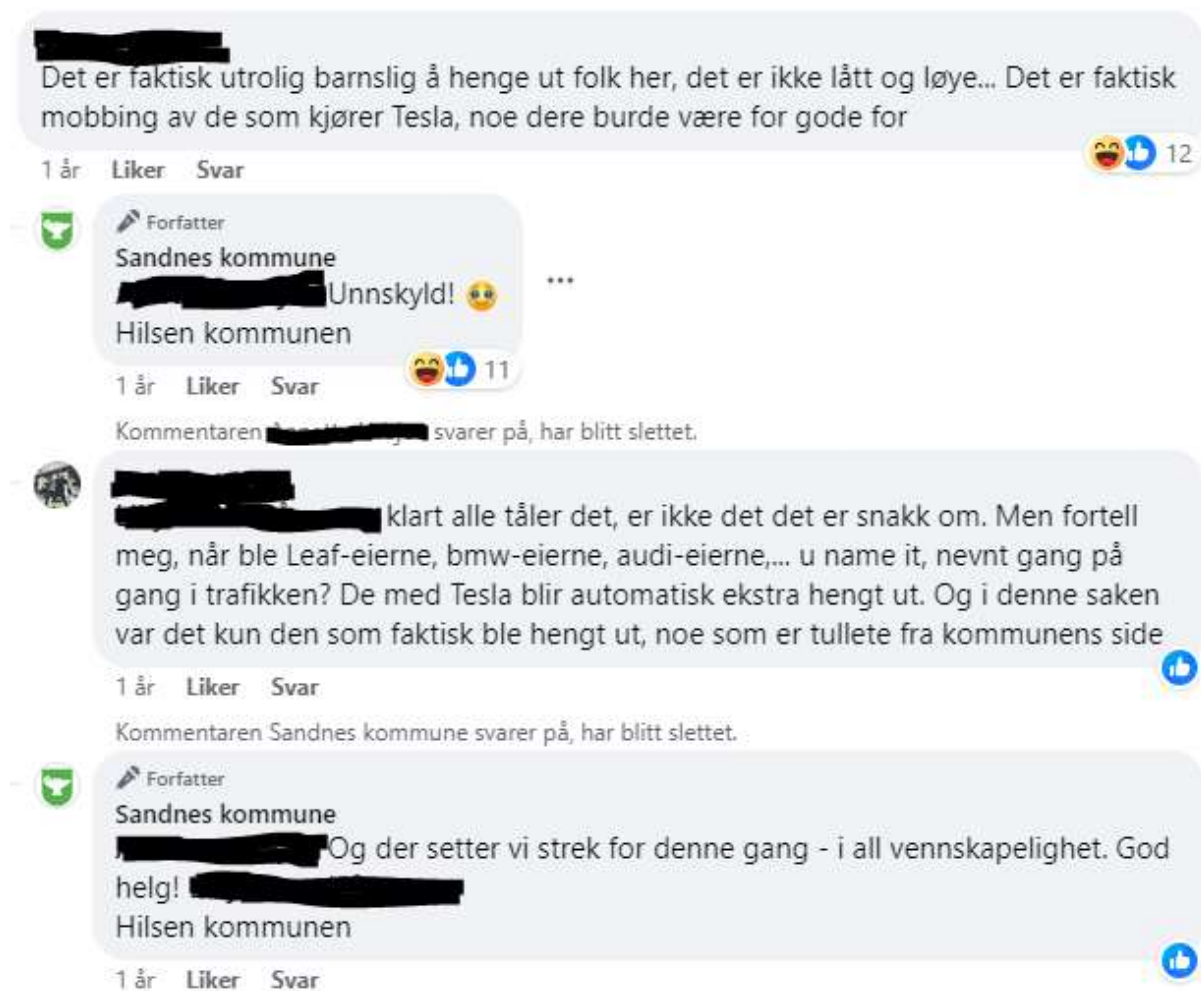 Det er faktisk utrolig barnslig å henge ut folk her, det er ikke lått og løye... Det er faktisk
mobbing av de som kjører Tesla, noe dere burde være for gode for
12
1 år Liker Svar
Forfatter
Sandnes kommune
Unnskyld! 🥹
Hilsen kommunen
11
1 år Liker Svar
Kommentaren svarer på, har blitt slettet.
klart alle tåler det, er ikke det det er snakk om. Men fortell
meg, når ble Leaf-eierne, bmw-eierne, audi-eierne,... u name it, nevnt gang på
gang i trafikken? De med Tesla blir automatisk ekstra hengt ut. Og i denne saken
var det kun den som faktisk ble hengt ut, noe som er tullete fra kommunens side
1 år Liker Svar
Kommentaren Sandnes kommune svarer på, har blitt slettet.
Forfatter
Sandnes kommune
Og der setter vi strek for denne gang - i all vennskapelighet. God
helg!
Hilsen kommunen
1 år Liker Svar